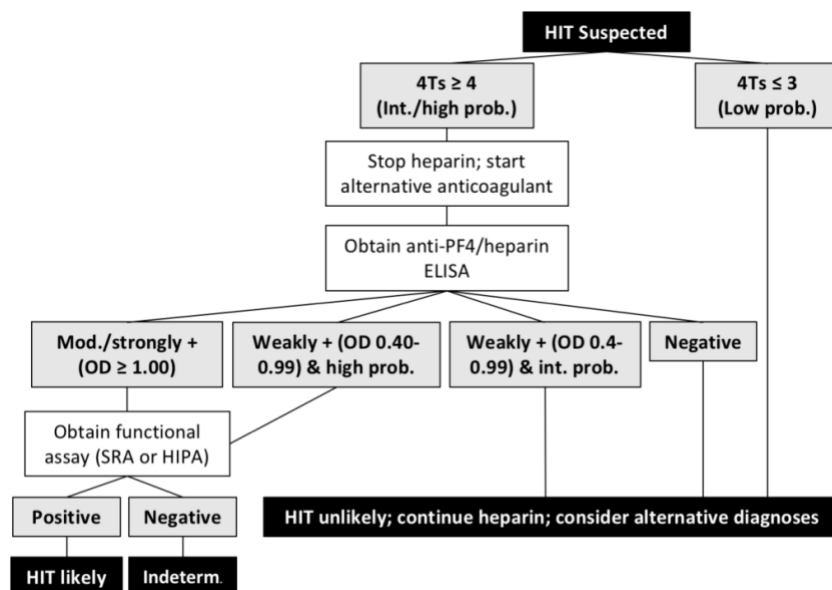 HIT Suspected
4Ts ≥ 4
(Int./high prob.)
4Ts ≤ 3
(Low prob.)
Stop heparin; start
alternative anticoagulant
Obtain anti-PF4/heparin
ELISA
Mod./strongly +
(OD ≥ 1.00)
Weakly + (OD 0.40-
0.99) & high prob.
Weakly + (OD 0.4-
0.99) & int. prob.
Negative
Obtain functional
assay (SRA or HIPA)
Positive
Negative
HIT unlikely; continue heparin; consider alternative diagnoses
HIT likely
Indeterm.